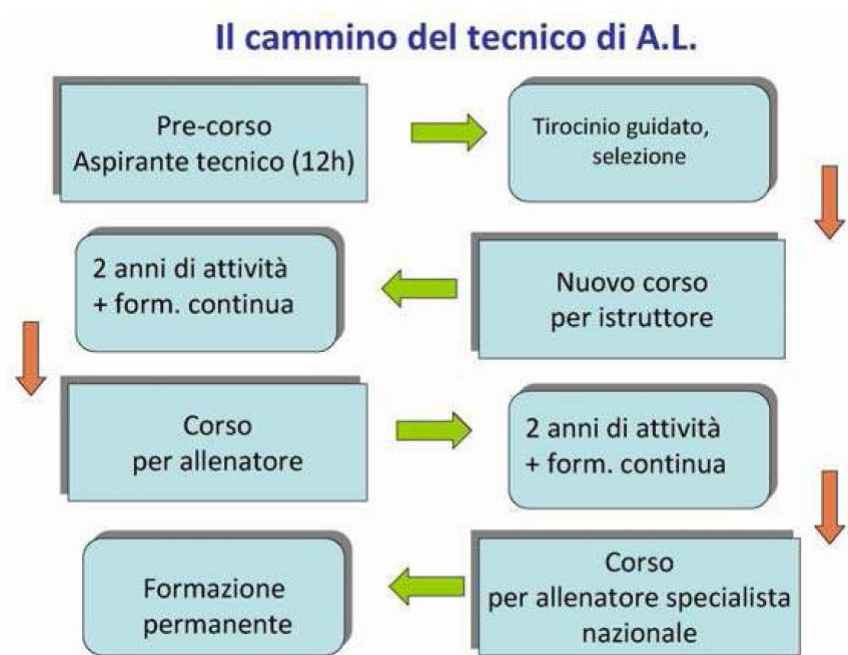 Il cammino del tecnico di A.L.
Pre-corso
Aspirante tecnico (12h)
Tirocinio guidato,
selezione
2 anni di attività
+ form. continua
Nuovo corso
per istruttore
Corso
per allenatore
2 anni di attività
+ form. continua
Formazione
permanente
Corso
per allenatore specialista
nazionale